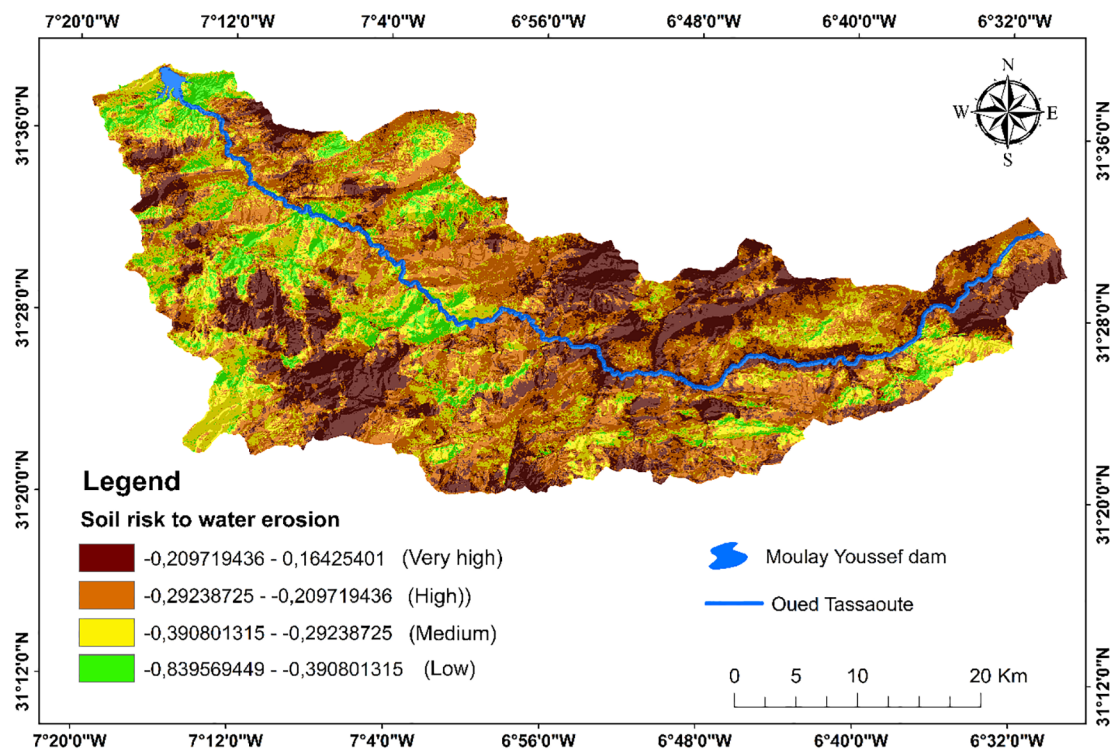 7°20'0"W 7°12'0"W 7°4'0"W 6°56'0"W 6°48'0"W 6°40'0"W 6°32'0"W
N
W E
S
31°36'0"N 31°36'0"N
31°28'0"N 31°28'0"N
31°20'0"N 31°20'0"N
31°12'0"N 31°12'0"N
Legend
Soil risk to water erosion
-0,209719436 - 0,16425401 (Very high)
-0,29238725 - -0,209719436 (High))
-0,390801315 - -0,29238725 (Medium)
-0,839569449 - -0,390801315 (Low)
Moulay Youssef dam
Oued Tassaoute
0 5 10 20 Km
7°20'0"W 7°12'0"W 7°4'0"W 6°56'0"W 6°48'0"W 6°40'0"W 6°32'0"W